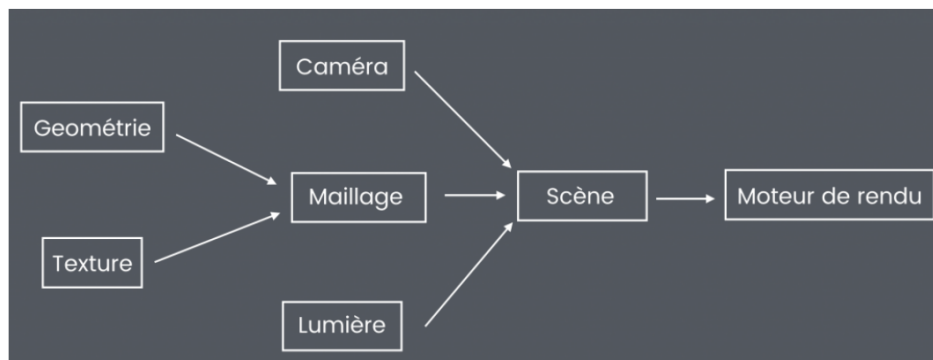 Caméra
Geométrie
Maillage
Scène
Moteur de rendu
Texture
Lumière